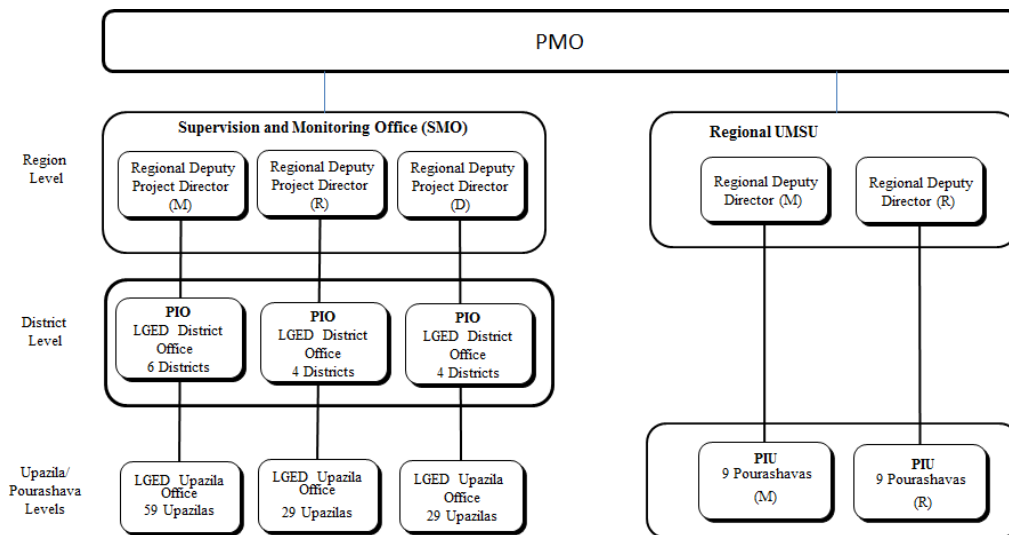 PMO
Supervision and Monitoring Office (SMO)
Regional UMSU
Region
Level
Regional Deputy
Project Director
(M)
Regional Deputy
Project Director
(R)
Regional Deputy
Project Director
(D)
Regional Deputy
Director (M)
Regional Deputy
Director (R)
District
Level
PIO
LGED District
Office
6 Districts
PIO
LGED District
Office
4 Districts
PIO
LGED District
Office
4 Districts
Upazila/
Pourashava
Levels
LGED Upazila
Office
59 Upazilas
LGED Upazila
Office
29 Upazilas
LGED Upazila
Office
29 Upazilas
PIU
9 Pourashavas
(M)
PIU
9 Pourashavas
(R)